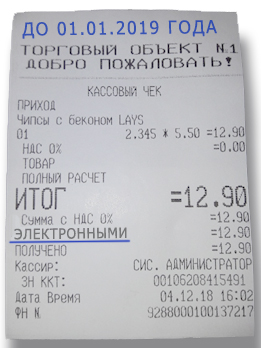 ДО 01.01.2019 ГОДА
ТОРГОВЫЙ ОБЪЕКТ №1
ДОБРО ПОЖАЛОВАТЬ!
КАССОВЫЙ ЧЕК
ПРИХОД
Чипсы с беконом LAYS
01 2.345 * 5.50 =12.90
НДС 0% =0.00
ТОВАР
ПОЛНЫЙ РАСЧЕТ
ИТОГ =12.90
Сумма с НДС 0% =12.90
ЭЛЕКТРОННЫМИ =12.90
ПОЛУЧЕНО =12.90
Кассир: СИС. АДМИНИСТРАТОР
ЗН ККТ: 00106208415491
Дата Время 04.12.18 16:02
ФН № 9288000100137217